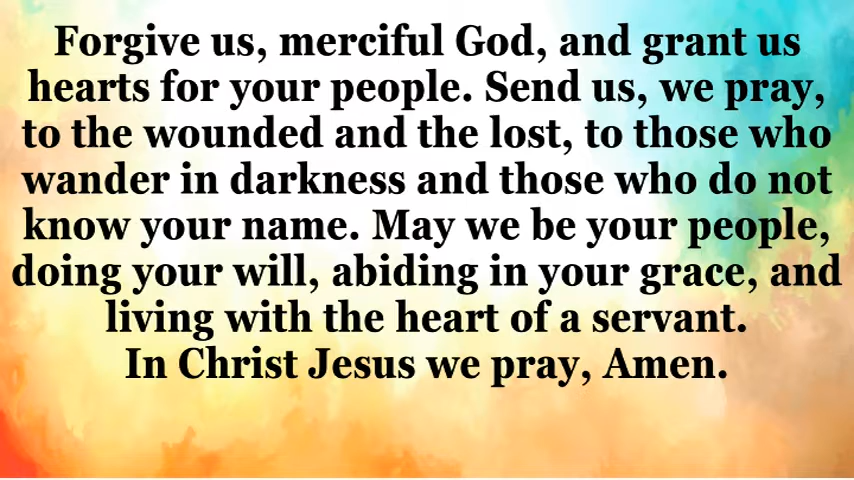 Forgive us, merciful God, and grant us
hearts for your people. Send us, we pray,
to the wounded and the lost, to those who
wander in darkness and those who do not
know your name. May we be your people,
doing your will, abiding in your grace, and
living with the heart of a servant.
In Christ Jesus we pray, Amen.